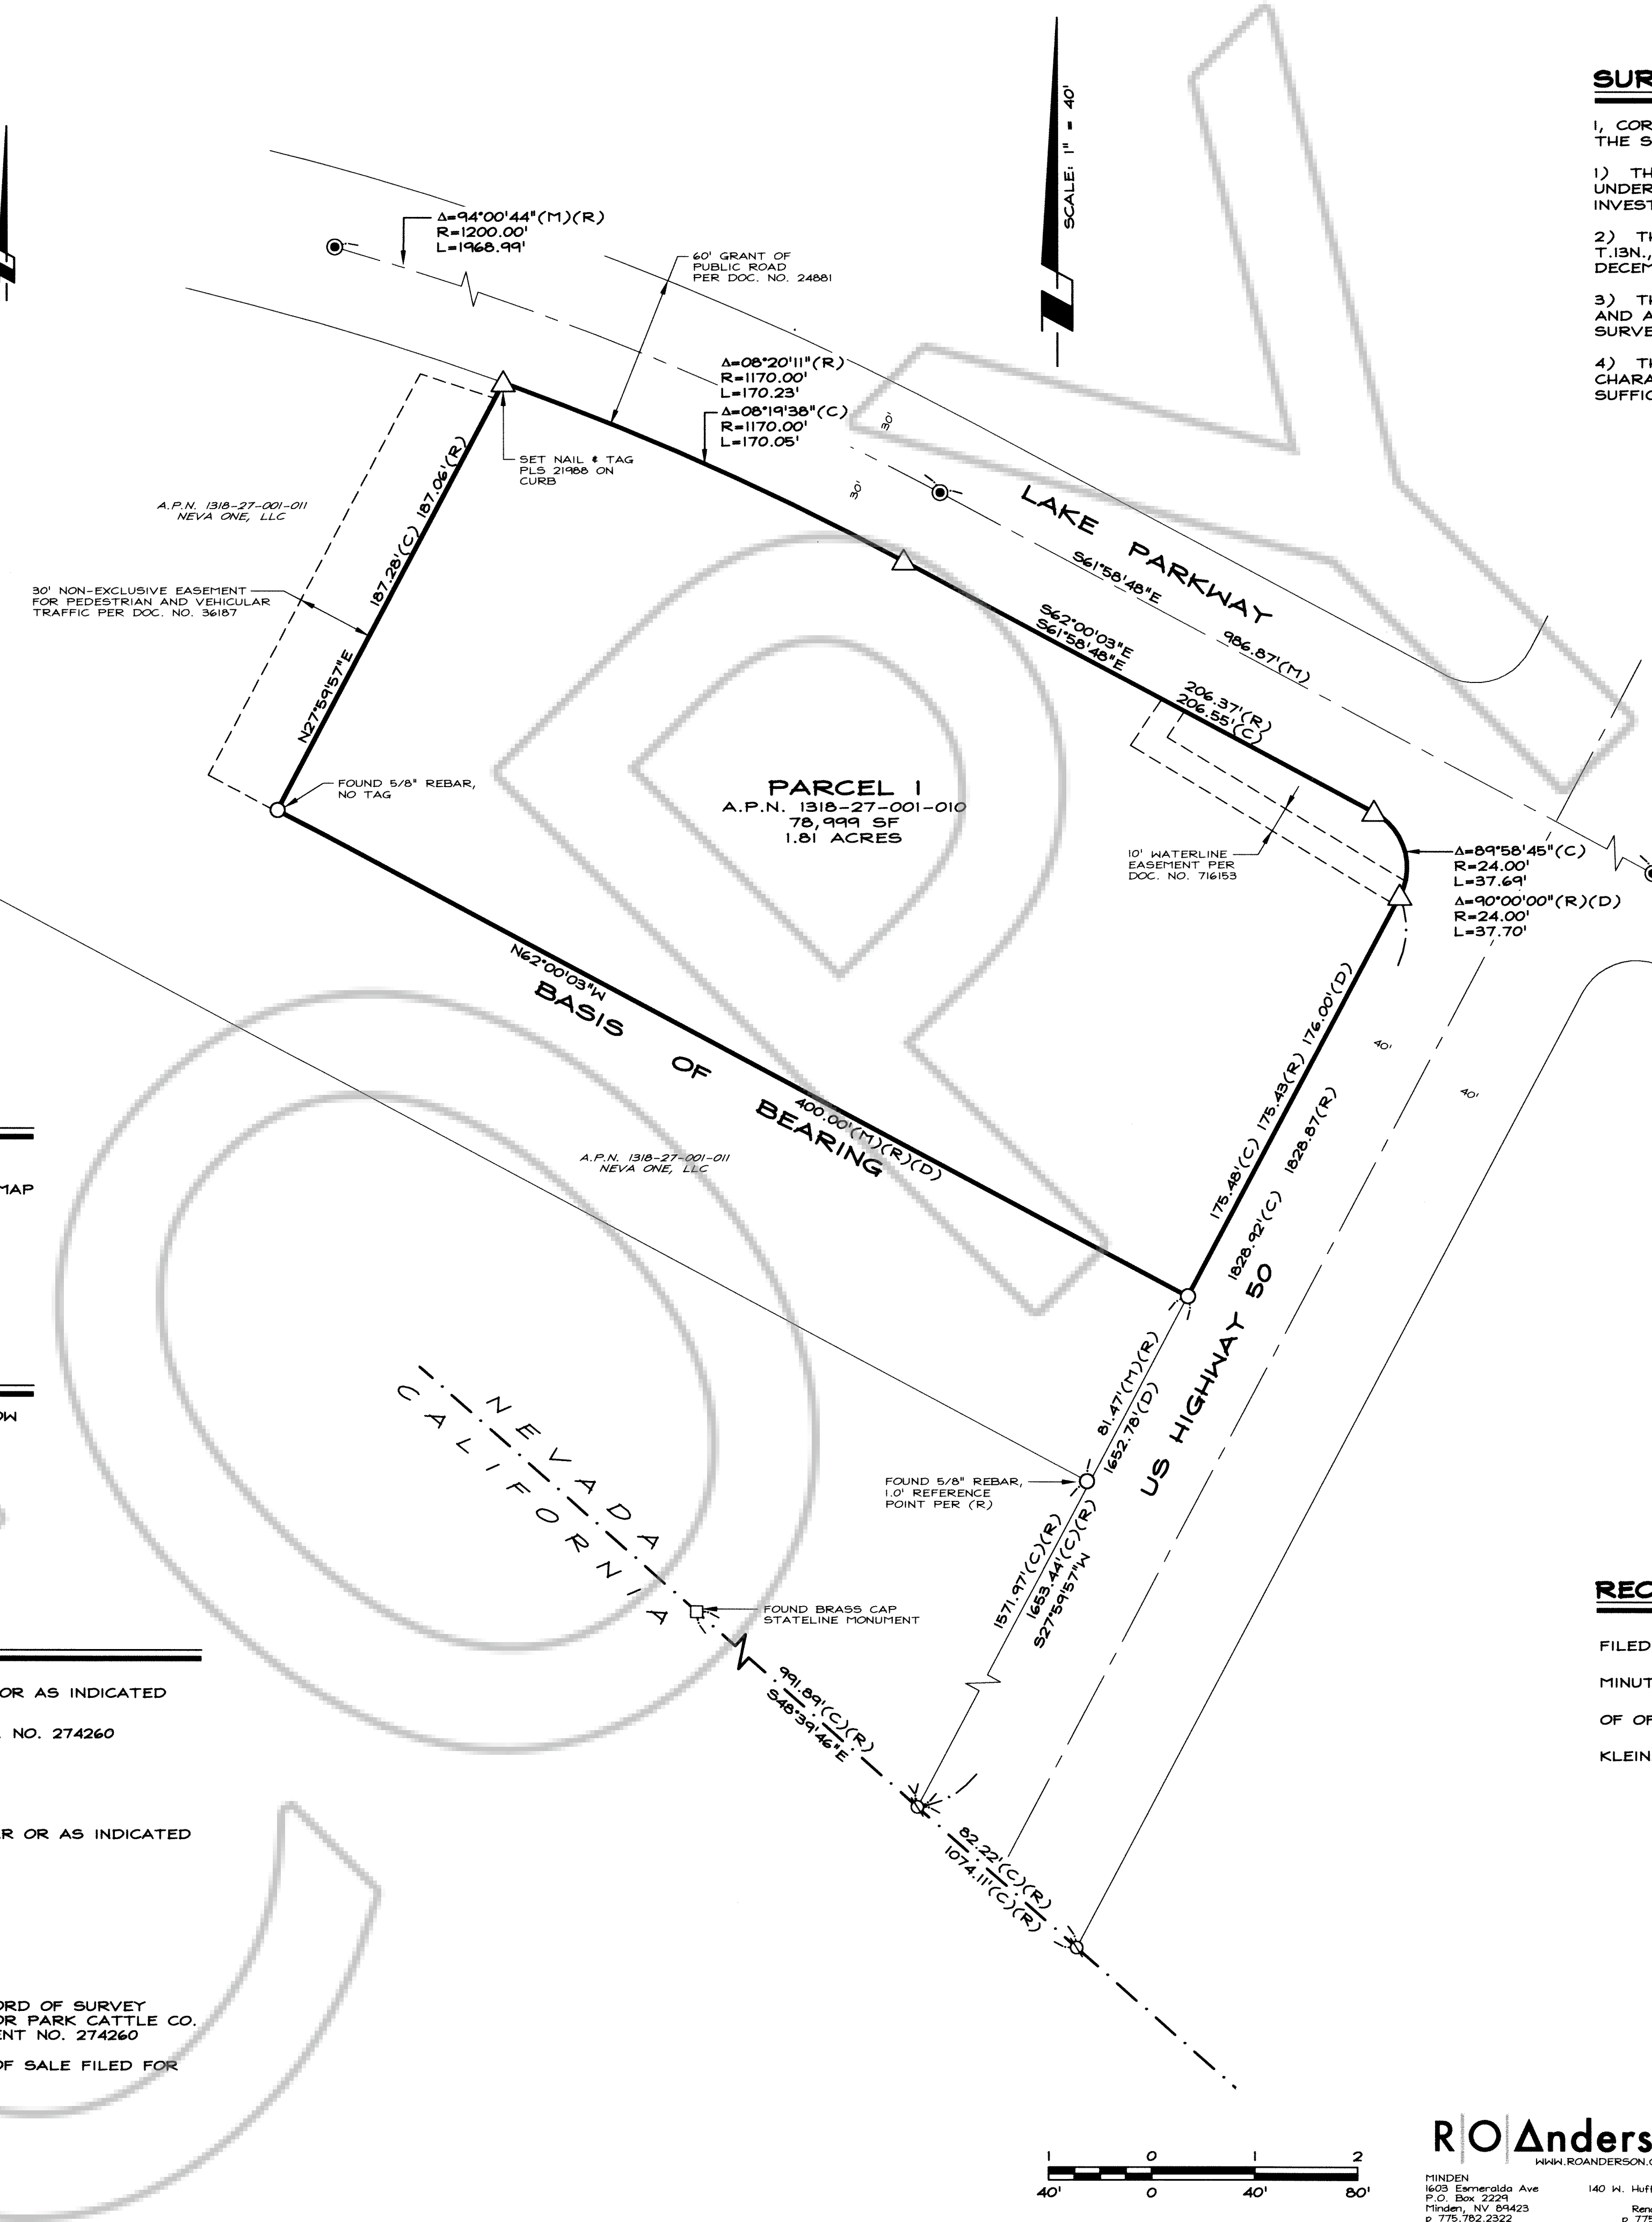 SCALE: 1" = 40'
Δ=94°00'44"(M)(R)
R=1200.00'
L=1968.99'
60' GRANT OF
PUBLIC ROAD
PER DOC. NO. 24881
Δ=08°20'11"(R)
R=1170.00'
L=170.23'
Δ=08°19'38"(C)
R=1170.00'
L=170.05'
30'
30'
SET NAIL & TAG
PLS 21988 ON
CURB
A.P.N. 1318-27-001-011
NEVA ONE, LLC
187.28'(C) 187.06'(R)
N27°59'57"E
30' NON-EXCLUSIVE EASEMENT
FOR PEDESTRIAN AND VEHICULAR
TRAFFIC PER DOC. NO. 36187
LAKE PARKWAY
S61°58'48"E
986.87'(M)
S62°00'03"E
S61°58'48"E
206.37'(R)
206.55'(C)
FOUND 5/8" REBAR,
NO TAG
PARCEL 1
A.P.N. 1318-27-001-010
78,999 SF
1.81 ACRES
10' WATERLINE
EASEMENT PER
DOC. NO. 716153
Δ=89°58'45"(C)
R=24.00'
L=37.69'
Δ=90°00'00"(R)(D)
R=24.00'
L=37.70'
N62°00'03"W
BASIS OF BEARING
400.00'(M)(R)(D)
A.P.N. 1318-27-001-011
NEVA ONE, LLC
175.48'(C) 175.43'(R) 176.00'(D)
1828.92'(C) 1828.87'(R)
40'
40'
US HIGHWAY 50
81.47'(M)(R)
1652.78'(D)
FOUND 5/8" REBAR,
1.0' REFERENCE
POINT PER (R)
1571.97'(C)(R)
1653.44'(C)(R)
S27°59'57"W
NEVADA
CALIFORNIA
FOUND BRASS CAP
STATELINE MONUMENT
991.89'(C)(R)
S48°39'46"E
82.22'(C)(R)
1074.11'(C)(R)
SUR
I, COR
THE S
1) TH
UNDER
INVEST
2) TH
T.13N.,
DECEM
3) TH
AND A
SURVE
4) TH
CHARA
SUFFIC
MAP
OW
OR AS INDICATED
NO. 274260
R OR AS INDICATED
ORD OF SURVEY
OR PARK CATTLE CO.
ENT NO. 274260
OF SALE FILED FOR
REC
FILED
MINUT
OF OF
KLEIN
1 0 1 2
40' 0 40' 80'
R|O|Anders
WWW.ROANDERSON.
MINDEN
1603 Esmeralda Ave
P.O. Box 2229
Minden, NV 89423
p 775.782.2322
140 W. Huff
Ren
p 775
COPY